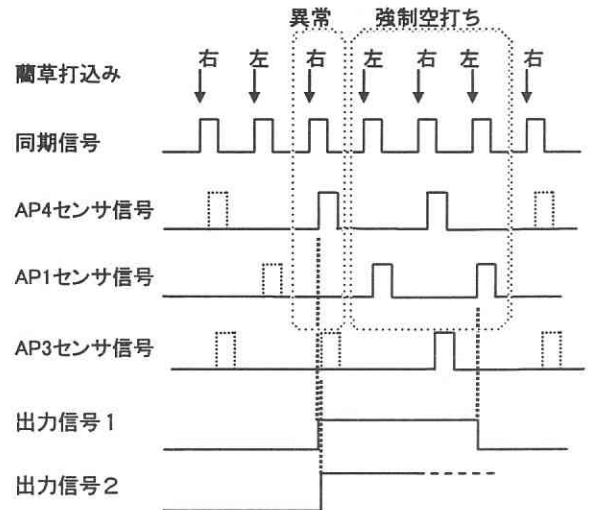 異常 強制空打ち
藺草打込み 右 左 右 左 右 左 右
同期信号
AP4センサ信号
AP1センサ信号
AP3センサ信号
出力信号1
出力信号2